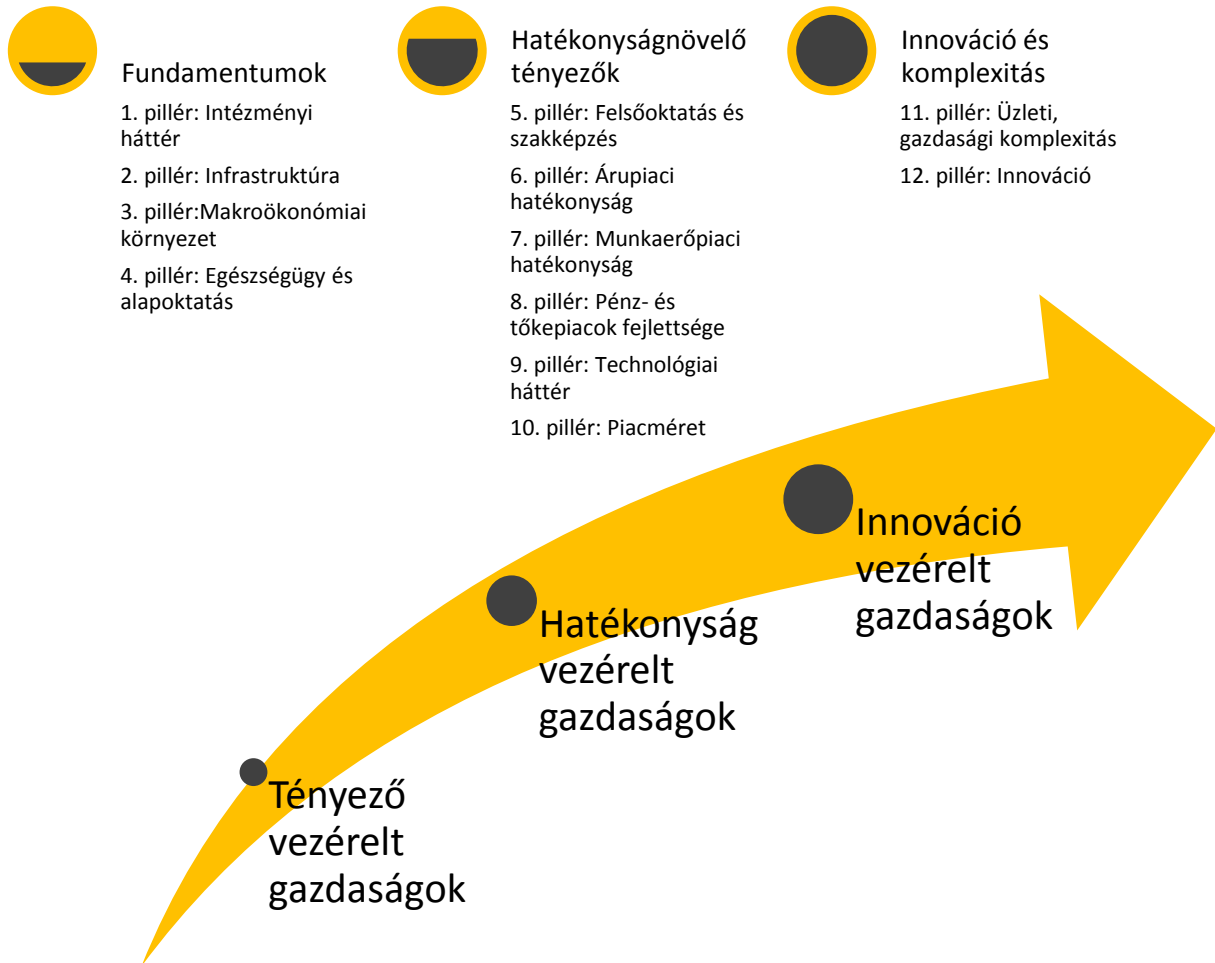 Fundamentumok
1. pillér: Intézményi
háttér
2. pillér: Infrastruktúra
3. pillér:Makroökonómiai
környezet
4. pillér: Egészségügy és
alapoktatás
Hatékonyságnövelő
tényezők
5. pillér: Felsőoktatás és
szakképzés
6. pillér: Árupiaci
hatékonyság
7. pillér: Munkaerőpiaci
hatékonyság
8. pillér: Pénz- és
tőkepiacok fejlettsége
9. pillér: Technológiai
háttér
10. pillér: Piacméret
Innováció és
komplexitás
11. pillér: Üzleti,
gazdasági komplexitás
12. pillér: Innováció
Tényező
vezérelt
gazdaságok
Hatékonyság
vezérelt
gazdaságok
Innováció
vezérelt
gazdaságok